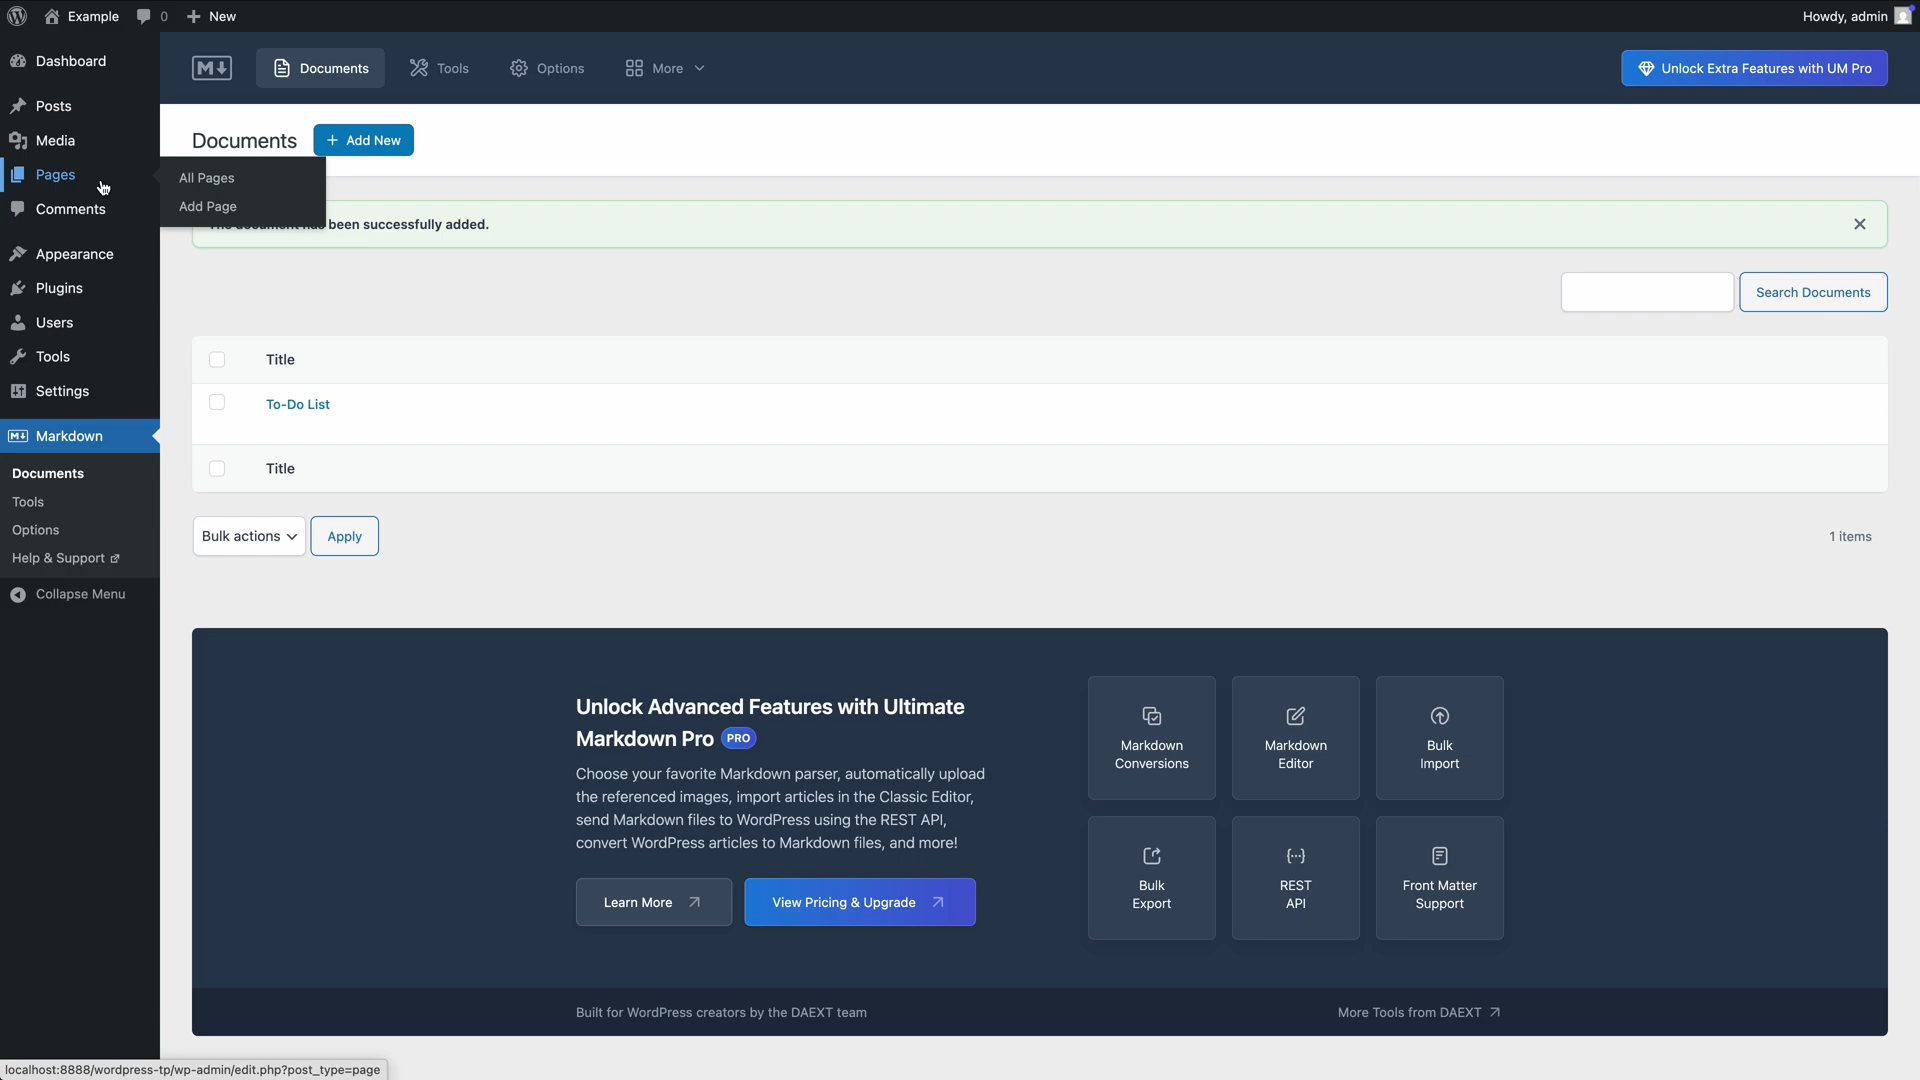 Example 0 New Howdy, admin
Dashboard
Posts
Media
Pages
Comments
Appearance
Plugins
Users
Tools
Settings
Markdown
Documents
Tools
Options
Help & Support
Collapse Menu
All Pages
Add Page
M Documents Tools Options More Unlock Extra Features with UM Pro
Documents + Add New
been successfully added.
Search Documents
Title
To-Do List
Title
Bulk actions Apply 1 items
Unlock Advanced Features with Ultimate
Markdown Pro PRO
Choose your favorite Markdown parser, automatically upload
the referenced images, import articles in the Classic Editor,
send Markdown files to WordPress using the REST API,
convert WordPress articles to Markdown files, and more!
Learn More View Pricing & Upgrade
Markdown
Conversions
Markdown
Editor
Bulk
Import
Bulk
Export
REST
API
Front Matter
Support
Built for WordPress creators by the DAEXT team More Tools from DAEXT
localhost:8888/wordpress-tp/wp-admin/edit.php?post_type=page